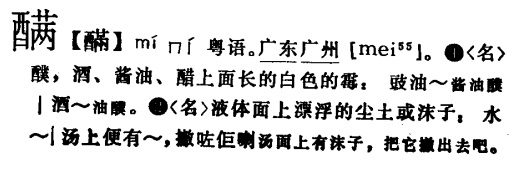 【䤍】 mí ㄇㄧˊ 粤语。广东广州 [mei⁵⁵]。❶〈名〉
醭，酒、酱油、醋上面长的白色的霉： 豉油～酱油醭
｜酒～油醭。❷〈名〉液体面上漂浮的尘土或沫子： 水
～｜汤上便有～，撇咗佢喇汤面上有沫子，把它撇出去吧。